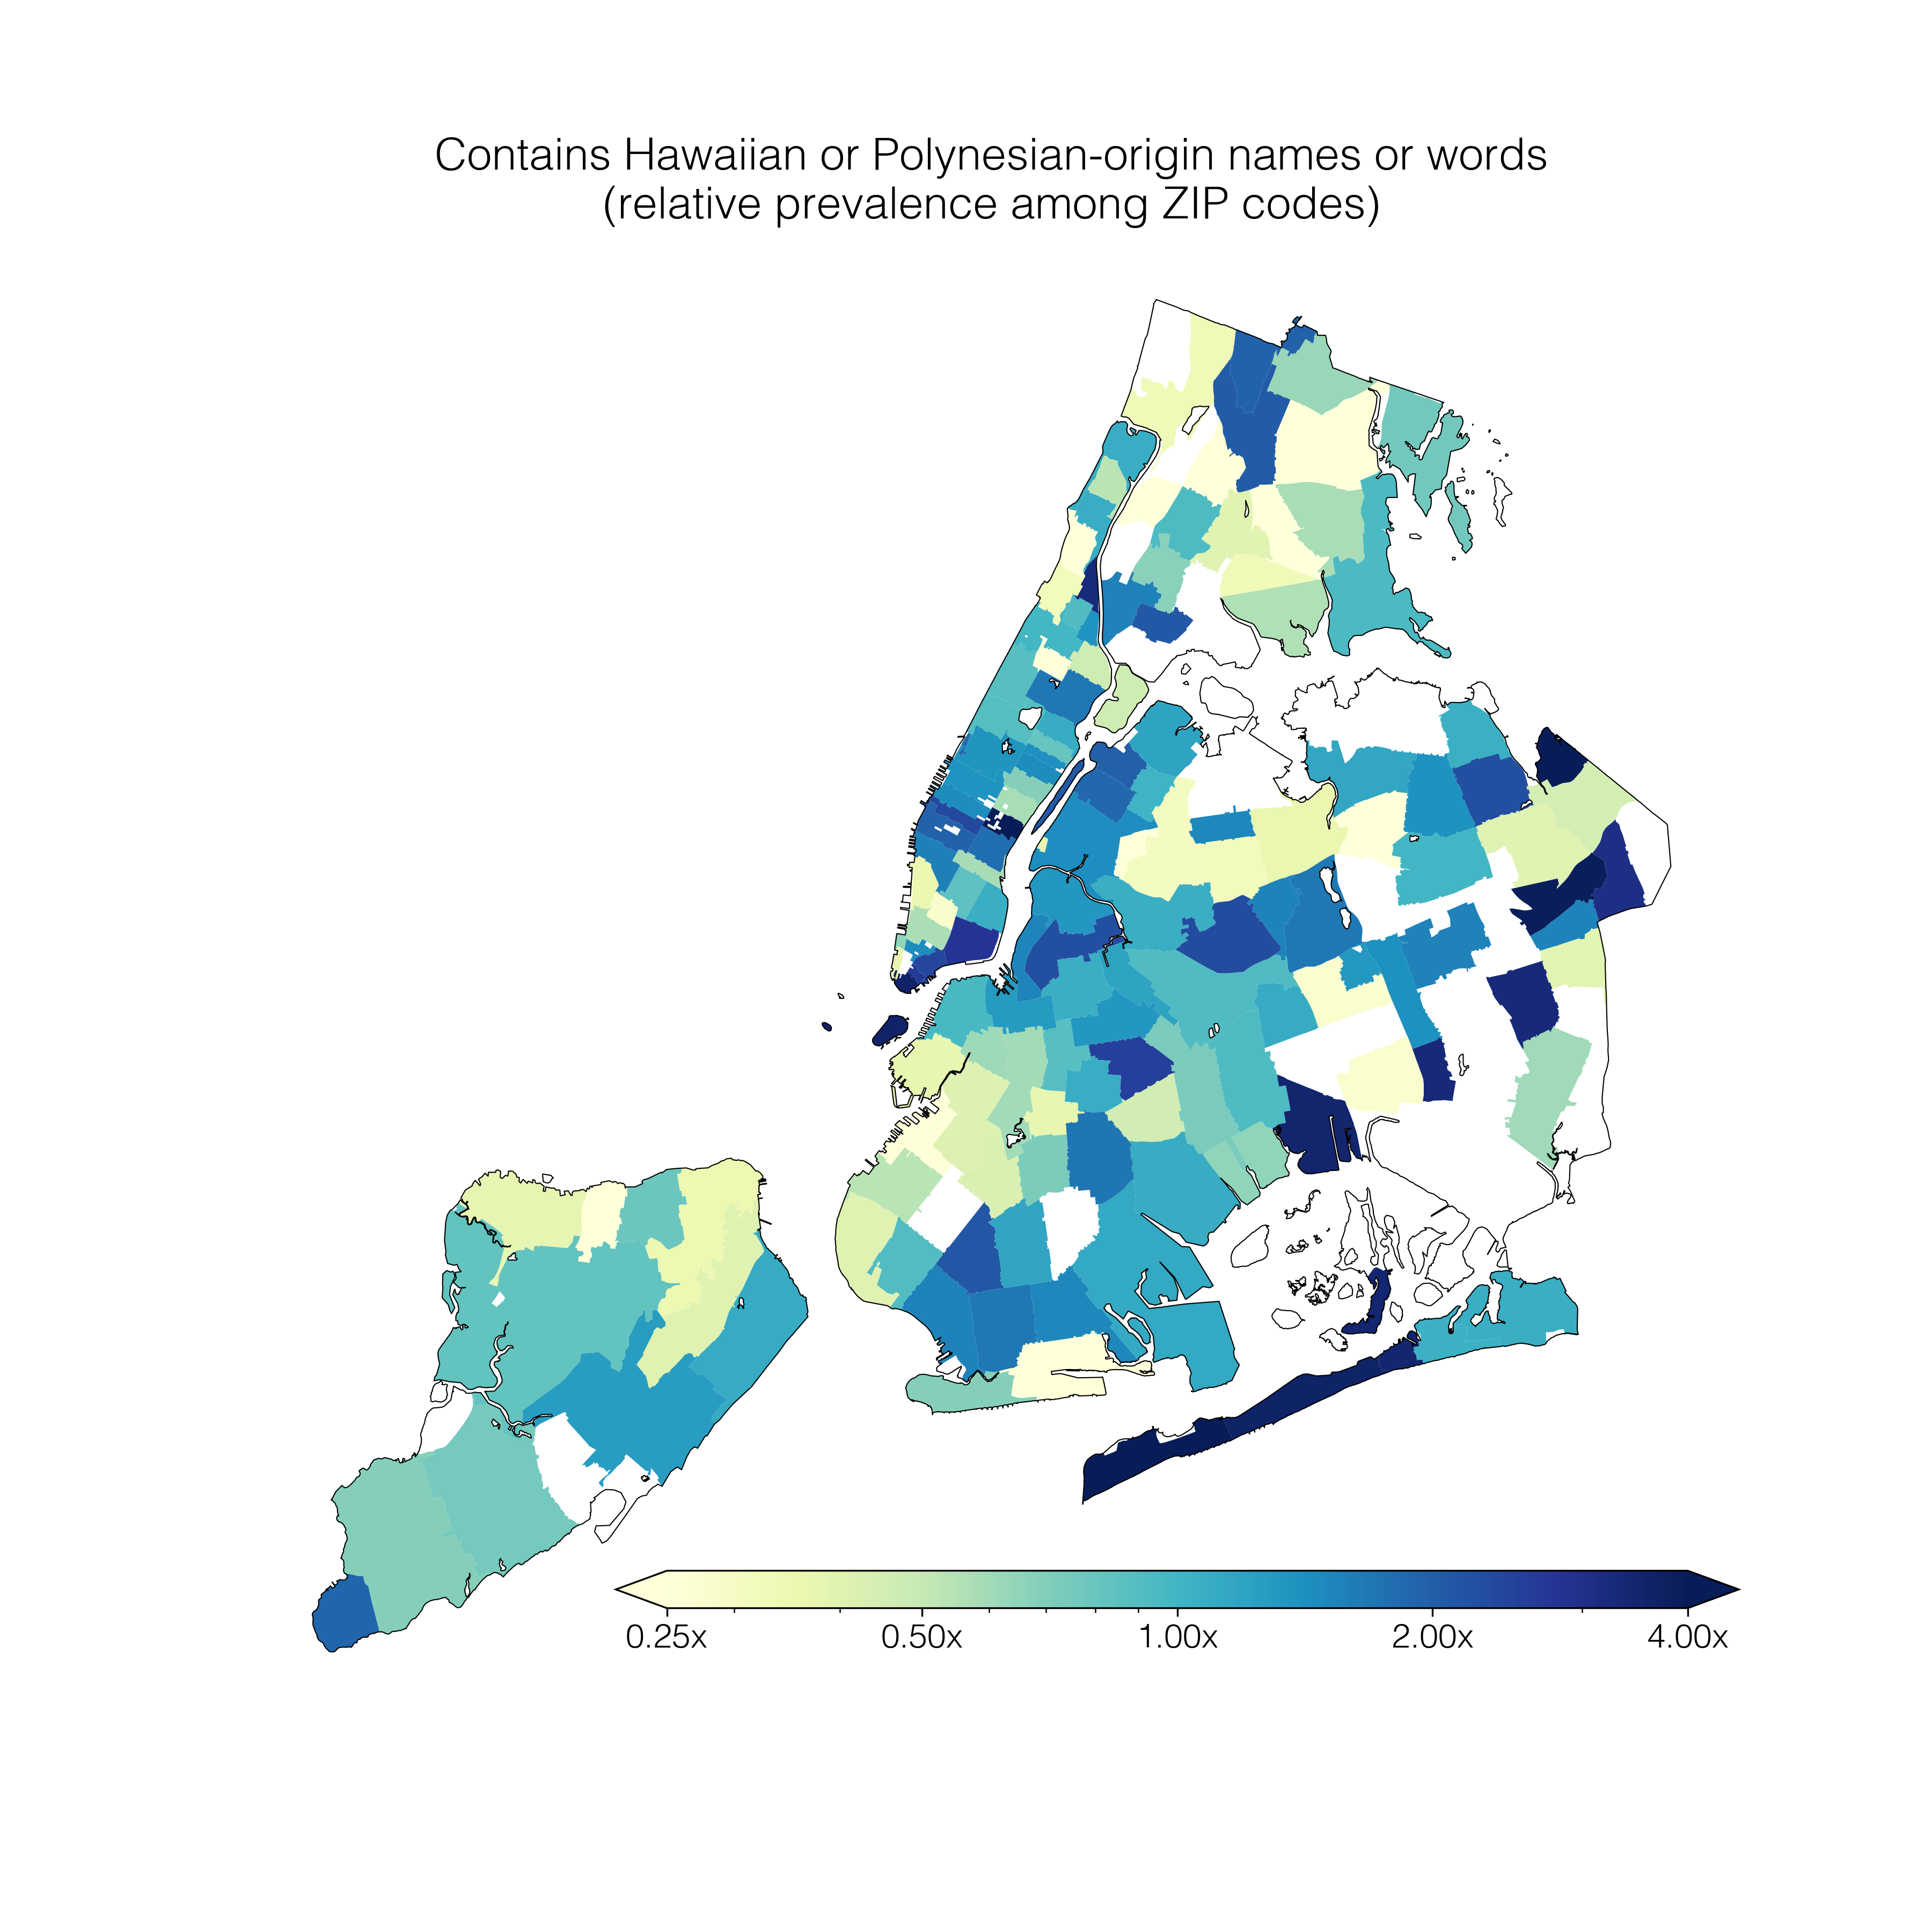 Contains Hawaiian or Polynesian-origin names or words
(relative prevalence among ZIP codes)
0.25x 0.50x 1.00x 2.00x 4.00x